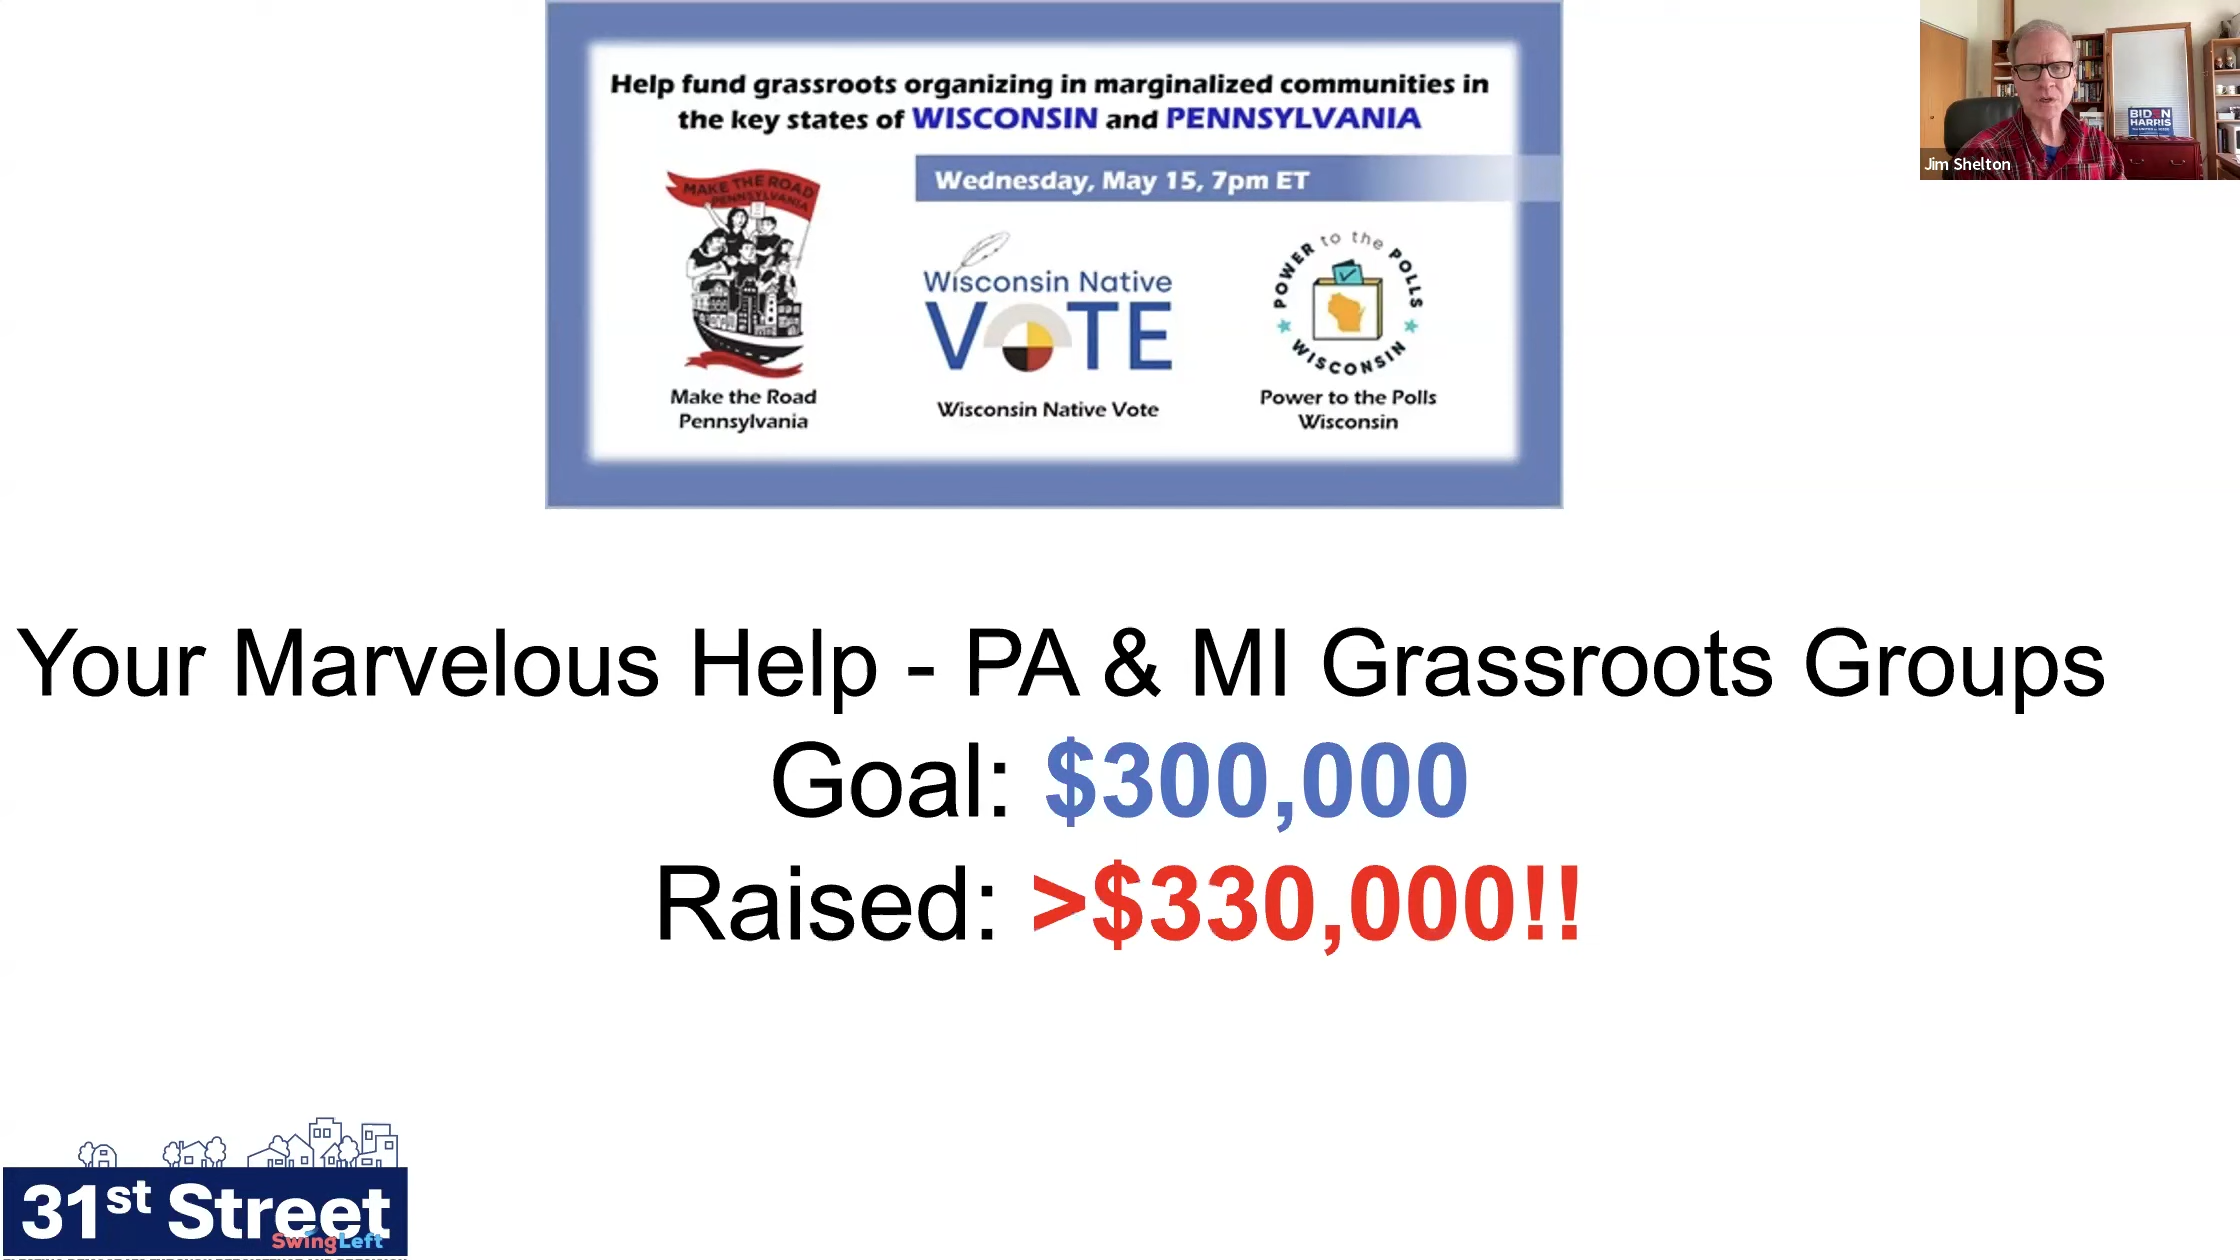 Help fund grassroots organizing in marginalized communities in
the key states of WISCONSIN and PENNSYLVANIA
Wednesday, May 15, 7pm ET
MAKE THE ROAD
PENNSYLVANIA
Wisconsin Native
VOTE
POWER to the POLLS
WISCONSIN
Make the Road
Pennsylvania
Wisconsin Native Vote
Power to the Polls
Wisconsin
BIDEN
HARRIS
Jim Shelton
Your Marvelous Help - PA & MI Grassroots Groups
Goal: $300,000
Raised: >$330,000!!
31st Street
SwingLeft